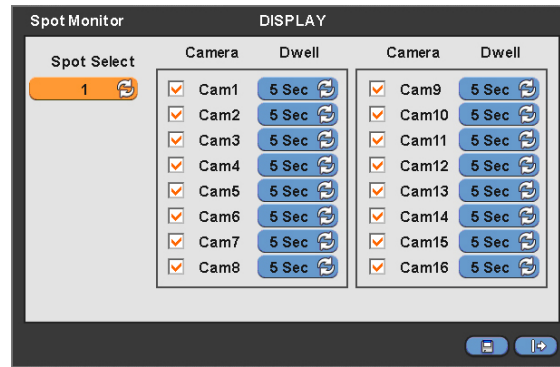 Spot Monitor DISPLAY
Spot Select Camera Dwell Camera Dwell
1 Cam1 5 Sec Cam9 5 Sec
Cam2 5 Sec Cam10 5 Sec
Cam3 5 Sec Cam11 5 Sec
Cam4 5 Sec Cam12 5 Sec
Cam5 5 Sec Cam13 5 Sec
Cam6 5 Sec Cam14 5 Sec
Cam7 5 Sec Cam15 5 Sec
Cam8 5 Sec Cam16 5 Sec